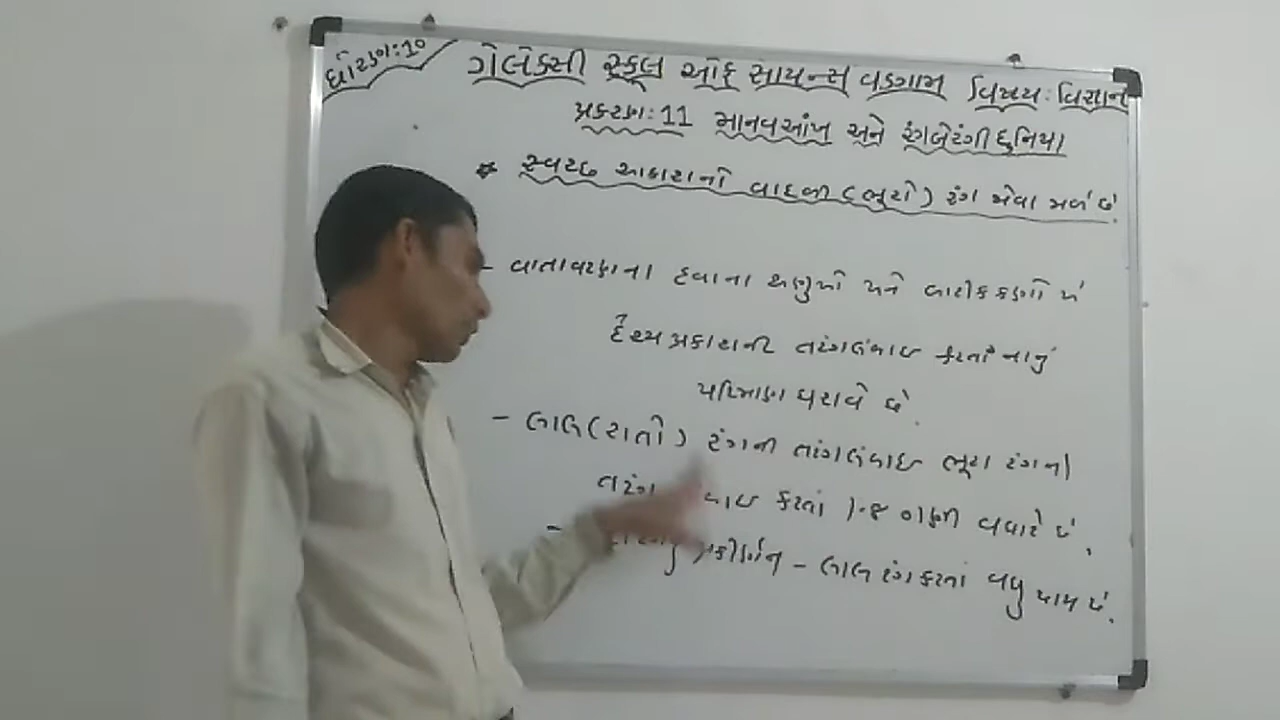 ધોરણ:10
ગેલેક્સી સ્કૂલ ઓફ સાયન્સ વડગામ વિષય: વિજ્ઞાન
પ્રકરણ: 11 માનવઆંખ અને રંગબેરંગી દુનિયા
* સ્વચ્છ આકાશનો વાદળી (ભૂરો) રંગ જોવા મળે છે.
- વાતાવરણના હવાના અણુઓ અને બારીક કણો એ
દૃશ્યપ્રકાશની તરંગલંબાઇ કરતાં નાનું
પરિમાણ ધરાવે છે.
- લાલ (રાતો) રંગની તરંગલંબાઇ ભૂરા રંગની
કરતાં 1.8 ગણી વધારે છે.
પ્રકીર્ણન - લાલ રંગ કરતાં વધુ થાય છે.